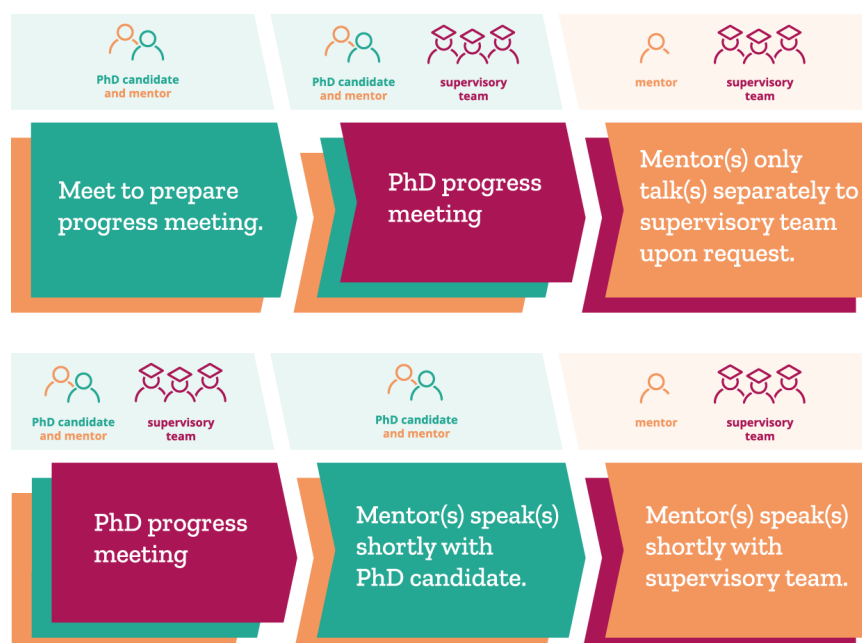 PhD candidate
and mentor
PhD candidate
and mentor
supervisory
team
mentor
supervisory
team
Meet to prepare
progress meeting.
PhD progress
meeting
Mentor(s) only
talk(s) separately to
supervisory team
upon request.
PhD candidate
and mentor
supervisory
team
PhD candidate
and mentor
mentor
supervisory
team
PhD progress
meeting
Mentor(s) speak(s)
shortly with
PhD candidate.
Mentor(s) speak(s)
shortly with
supervisory team.